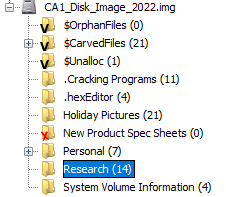 CA1_Disk_Image_2022.img
$OrphanFiles (0)
$CarvedFiles (21)
$Unalloc (1)
.Cracking Programs (11)
.hexEditor (4)
Holiday Pictures (21)
New Product Spec Sheets (0)
Personal (7)
Research (14)
System Volume Information (4)